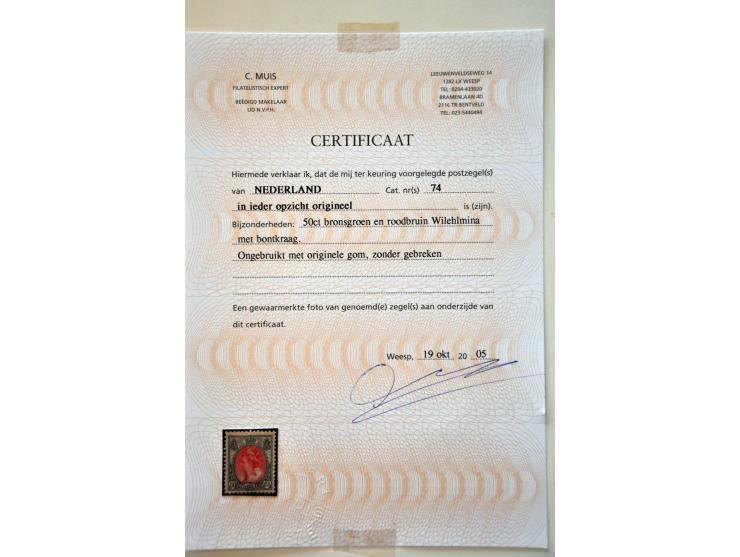 C. MUIS
FILATELISTISCH EXPERT
BEËDIGD MAKELAAR
LID N.V.P.H.
LEEUWENVELDSEWEG 14
1382 LX WEESP
TEL: 0294-433020
BRAMENLAAN 4D
2116 TR BENTVELD
TEL: 023-5440494
CERTIFICAAT
Hiermede verklaar ik, dat de mij ter keuring voorgelegde postzegel(s)
van NEDERLAND Cat. nr(s) 74
in ieder opzicht origineel is (zijn).
Bijzonderheden: 50ct bronsgroen en roodbruin Wilehlmina
met bontkraag.
Ongebruikt met originele gom, zonder gebreken
Een gewaarmerkte foto van genoemd(e) zegel(s) aan onderzijde van
dit certificaat.
Weesp, 19 okt 20 05